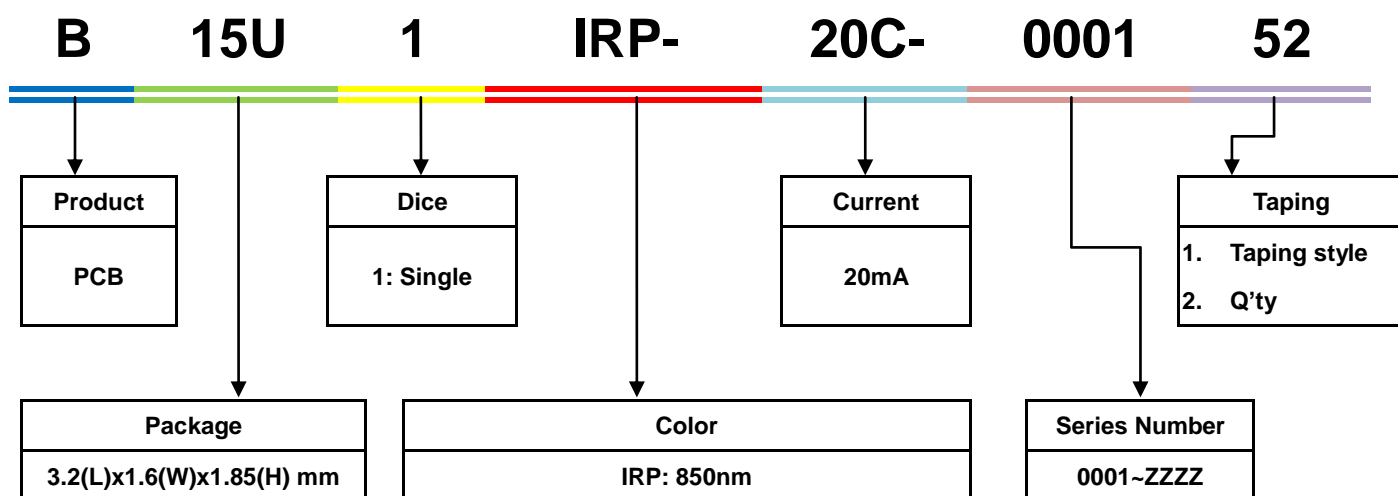 B 15U 1 IRP- 20C- 0001 52
Product
PCB
Dice
1: Single
Current
20mA
Taping
1. Taping style
2. Q’ty
Package
3.2(L)x1.6(W)x1.85(H) mm
Color
IRP: 850nm
Series Number
0001~ZZZZ